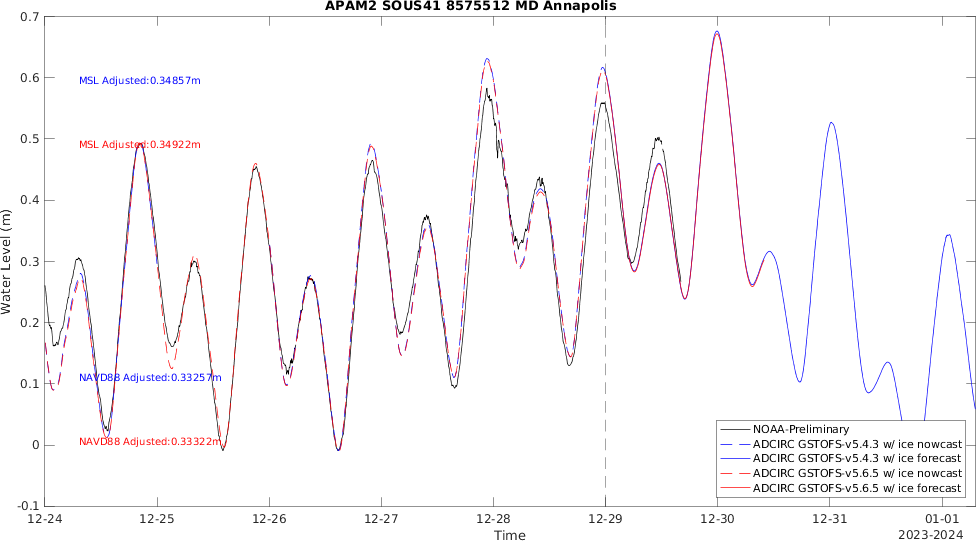 APAM2 SOUS41 8575512 MD Annapolis
0.7
0.6
0.5
0.4
0.3
0.2
0.1
0
-0.1
Water Level (m)
MSL Adjusted:0.34857m
MSL Adjusted:0.34922m
NAVD88 Adjusted:0.33257m
NAVD88 Adjusted:0.33322m
NOAA-Preliminary
ADCIRC GSTOFS-v5.4.3 w/ ice nowcast
ADCIRC GSTOFS-v5.4.3 w/ ice forecast
ADCIRC GSTOFS-v5.6.5 w/ ice nowcast
ADCIRC GSTOFS-v5.6.5 w/ ice forecast
12-24 12-25 12-26 12-27 12-28 12-29 12-30 12-31 01-01
Time
2023-2024